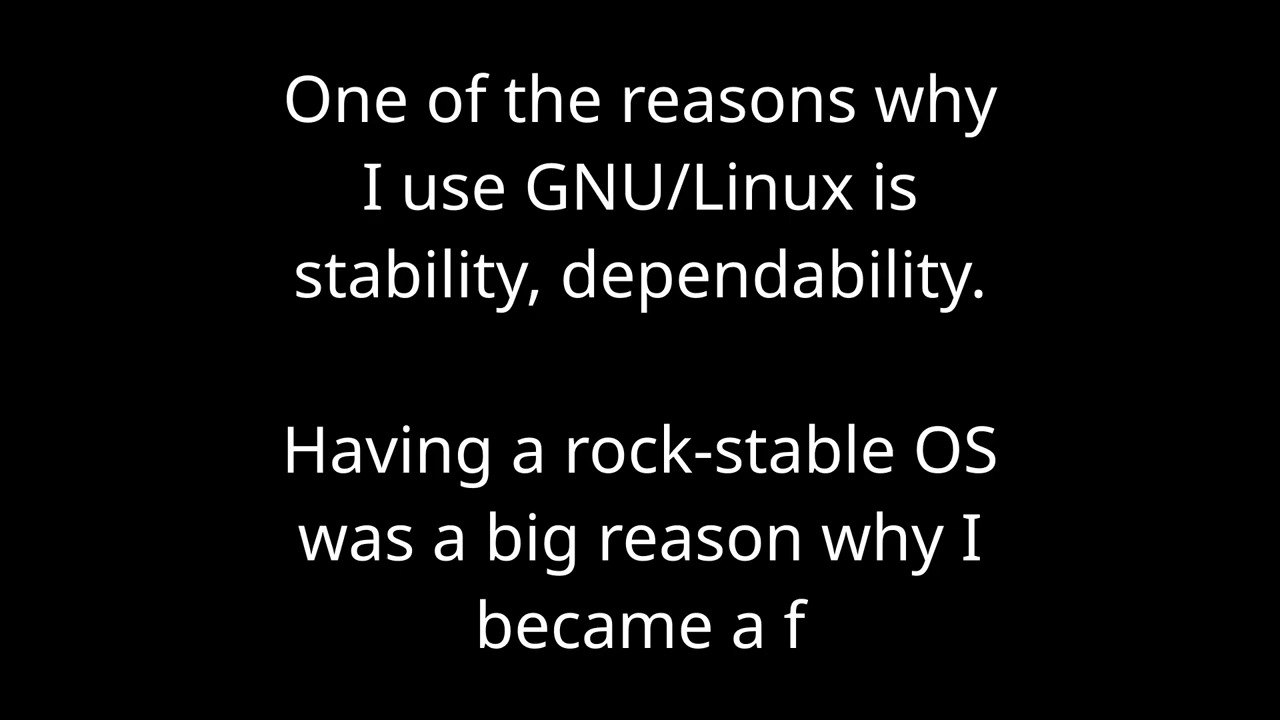 One of the reasons why
I use GNU/Linux is
stability, dependability.
Having a rock-stable OS
was a big reason why I
became a f